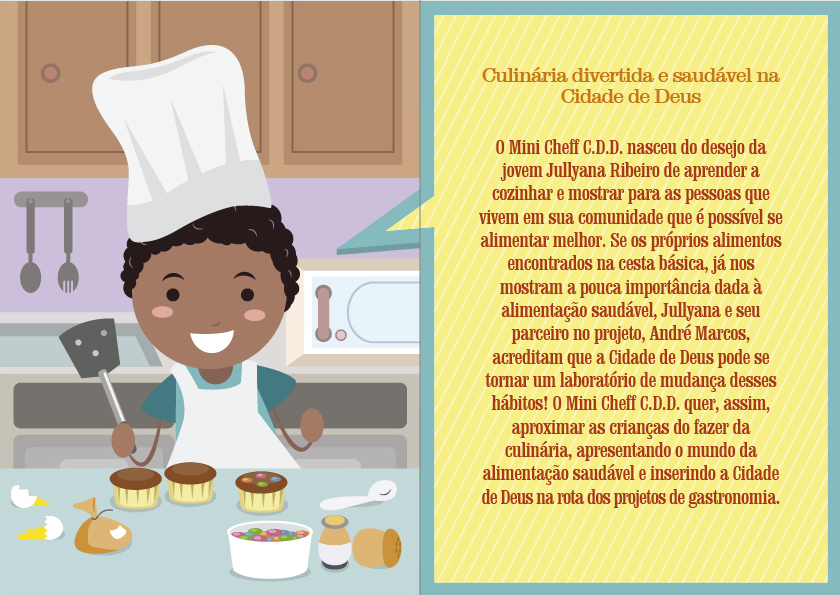 Culinária divertida e saudável na
Cidade de Deus
O Mini Cheff C.D.D. nasceu do desejo da
jovem Jullyana Ribeiro de aprender a
cozinhar e mostrar para as pessoas que
vivem em sua comunidade que é possível se
alimentar melhor. Se os próprios alimentos
encontrados na cesta básica, já nos
mostram a pouca importância dada à
alimentação saudável, Jullyana e seu
parceiro no projeto, André Marcos,
acreditam que a Cidade de Deus pode se
tornar um laboratório de mudança desses
hábitos! O Mini Cheff C.D.D. quer, assim,
aproximar as crianças do fazer da
culinária, apresentando o mundo da
alimentação saudável e inserindo a Cidade
de Deus na rota dos projetos de gastronomia.